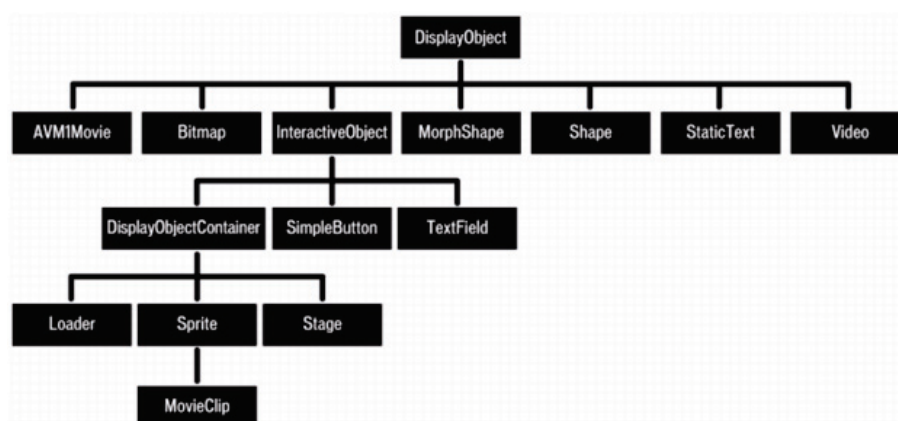 DisplayObject
AVM1Movie Bitmap InteractiveObject MorphShape Shape StaticText Video
DisplayObjectContainer SimpleButton TextField
Loader Sprite Stage
MovieClip